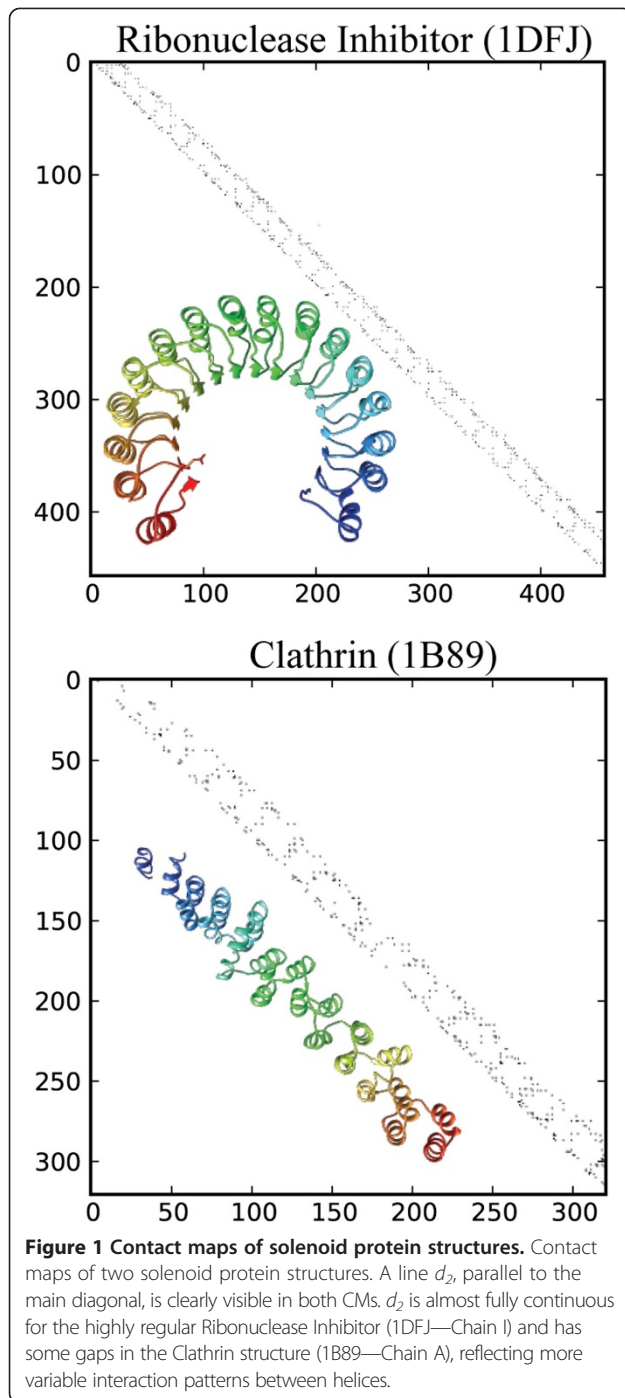 Ribonuclease Inhibitor (1DFJ)
0
100
200
300
400
0 100 200 300 400
Clathrin (1B89)
0
50
100
150
200
250
300
0 50 100 150 200 250 300
Figure 1 Contact maps of solenoid protein structures. Contact
maps of two solenoid protein structures. A line d₂, parallel to the
main diagonal, is clearly visible in both CMs. d₂ is almost fully continuous
for the highly regular Ribonuclease Inhibitor (1DFJ—Chain I) and has
some gaps in the Clathrin structure (1B89—Chain A), reflecting more
variable interaction patterns between helices.